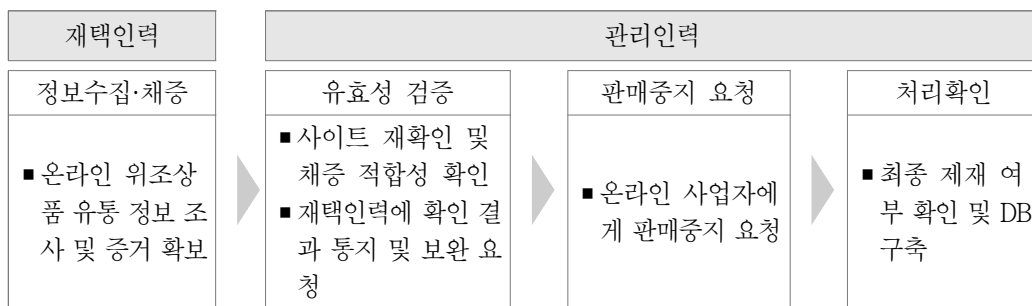 재택인력
관리인력
정보수집·채증
■ 온라인 위조상
품 유통 정보 조
사 및 증거 확보
유효성 검증
■ 사이트 재확인 및
채증 적합성 확인
■ 재택인력에 확인 결
과 통지 및 보완 요
청
판매중지 요청
■ 온라인 사업자에
게 판매중지 요청
처리확인
■ 최종 제재 여
부 확인 및 DB
구축